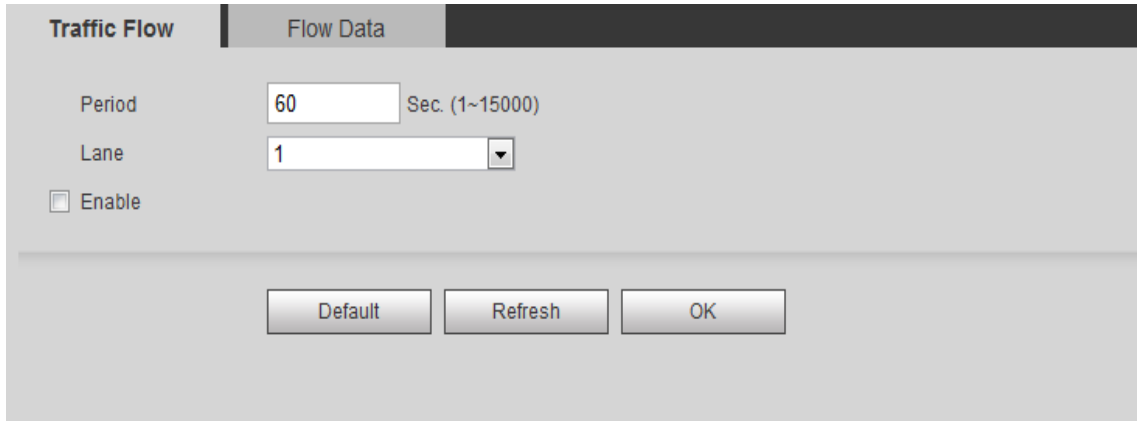 Traffic Flow Flow Data
Period 60 Sec. (1~15000)
Lane 1
Enable
Default Refresh OK